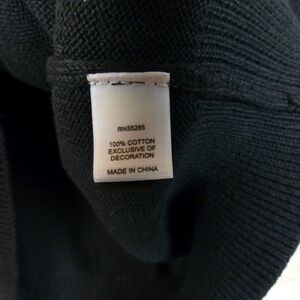 RN55285
100% COTTON
EXCLUSIVE OF
DECORATION
MADE IN CHINA